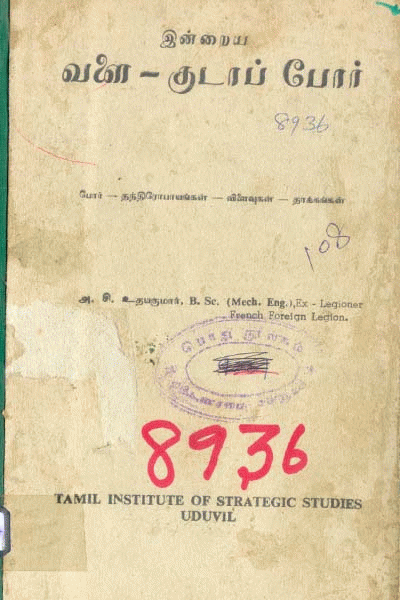 இன்றைய
வளை - குடாப் போர்
8936
போர் — தந்திரோபாயங்கள் — விளைவுகள் — தாக்கங்கள்
108
அ. சி. உதயகுமார், B. Sc. (Mech. Eng.),Ex - Legioner
French Foreign Legion.
பொது நூலகம்
8936
TAMIL INSTITUTE OF STRATEGIC STUDIES
UDUVIL